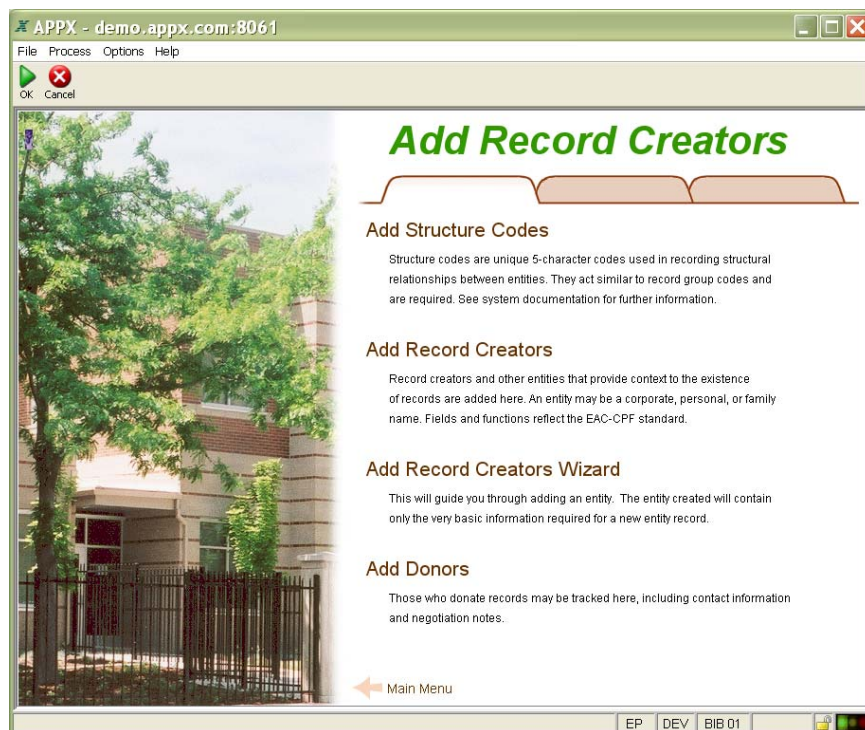 APPX - demo.appx.com:8061
File Process Options Help
OK Cancel
Add Record Creators
Add Structure Codes
Structure codes are unique 5-character codes used in recording structural
relationships between entities. They act similar to record group codes and
are required. See system documentation for further information.
Add Record Creators
Record creators and other entities that provide context to the existence
of records are added here. An entity may be a corporate, personal, or family
name. Fields and functions reflect the EAC-CPF standard.
Add Record Creators Wizard
This will guide you through adding an entity. The entity created will contain
only the very basic information required for a new entity record.
Add Donors
Those who donate records may be tracked here, including contact information
and negotiation notes.
Main Menu
EP DEV BIB 01